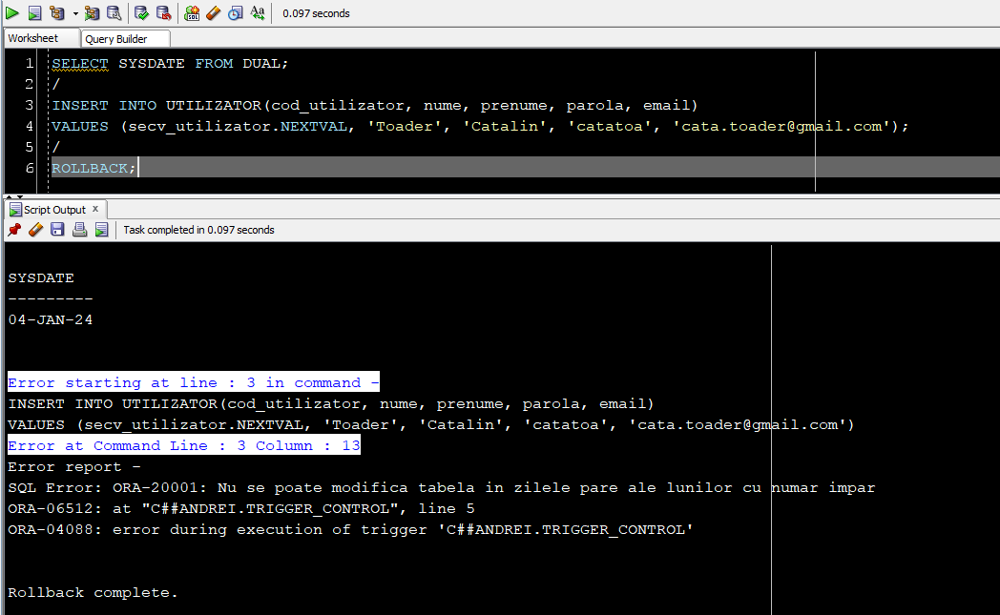 0.097 seconds
Worksheet Query Builder
1 SELECT SYSDATE FROM DUAL;
2 /
3 INSERT INTO UTILIZATOR(cod_utilizator, nume, prenume, parola, email)
4 VALUES (secv_utilizator.NEXTVAL, 'Toader', 'Catalin', 'catatoa', 'cata.toader@gmail.com');
5 /
6 ROLLBACK;
Script Output x
Task completed in 0.097 seconds
SYSDATE
---------
04-JAN-24
Error starting at line : 3 in command -
INSERT INTO UTILIZATOR(cod_utilizator, nume, prenume, parola, email)
VALUES (secv_utilizator.NEXTVAL, 'Toader', 'Catalin', 'catatoa', 'cata.toader@gmail.com')
Error at Command Line : 3 Column : 13
Error report -
SQL Error: ORA-20001: Nu se poate modifica tabela in zilele pare ale lunilor cu numar impar
ORA-06512: at "C##ANDREI.TRIGGER_CONTROL", line 5
ORA-04088: error during execution of trigger 'C##ANDREI.TRIGGER_CONTROL'
Rollback complete.